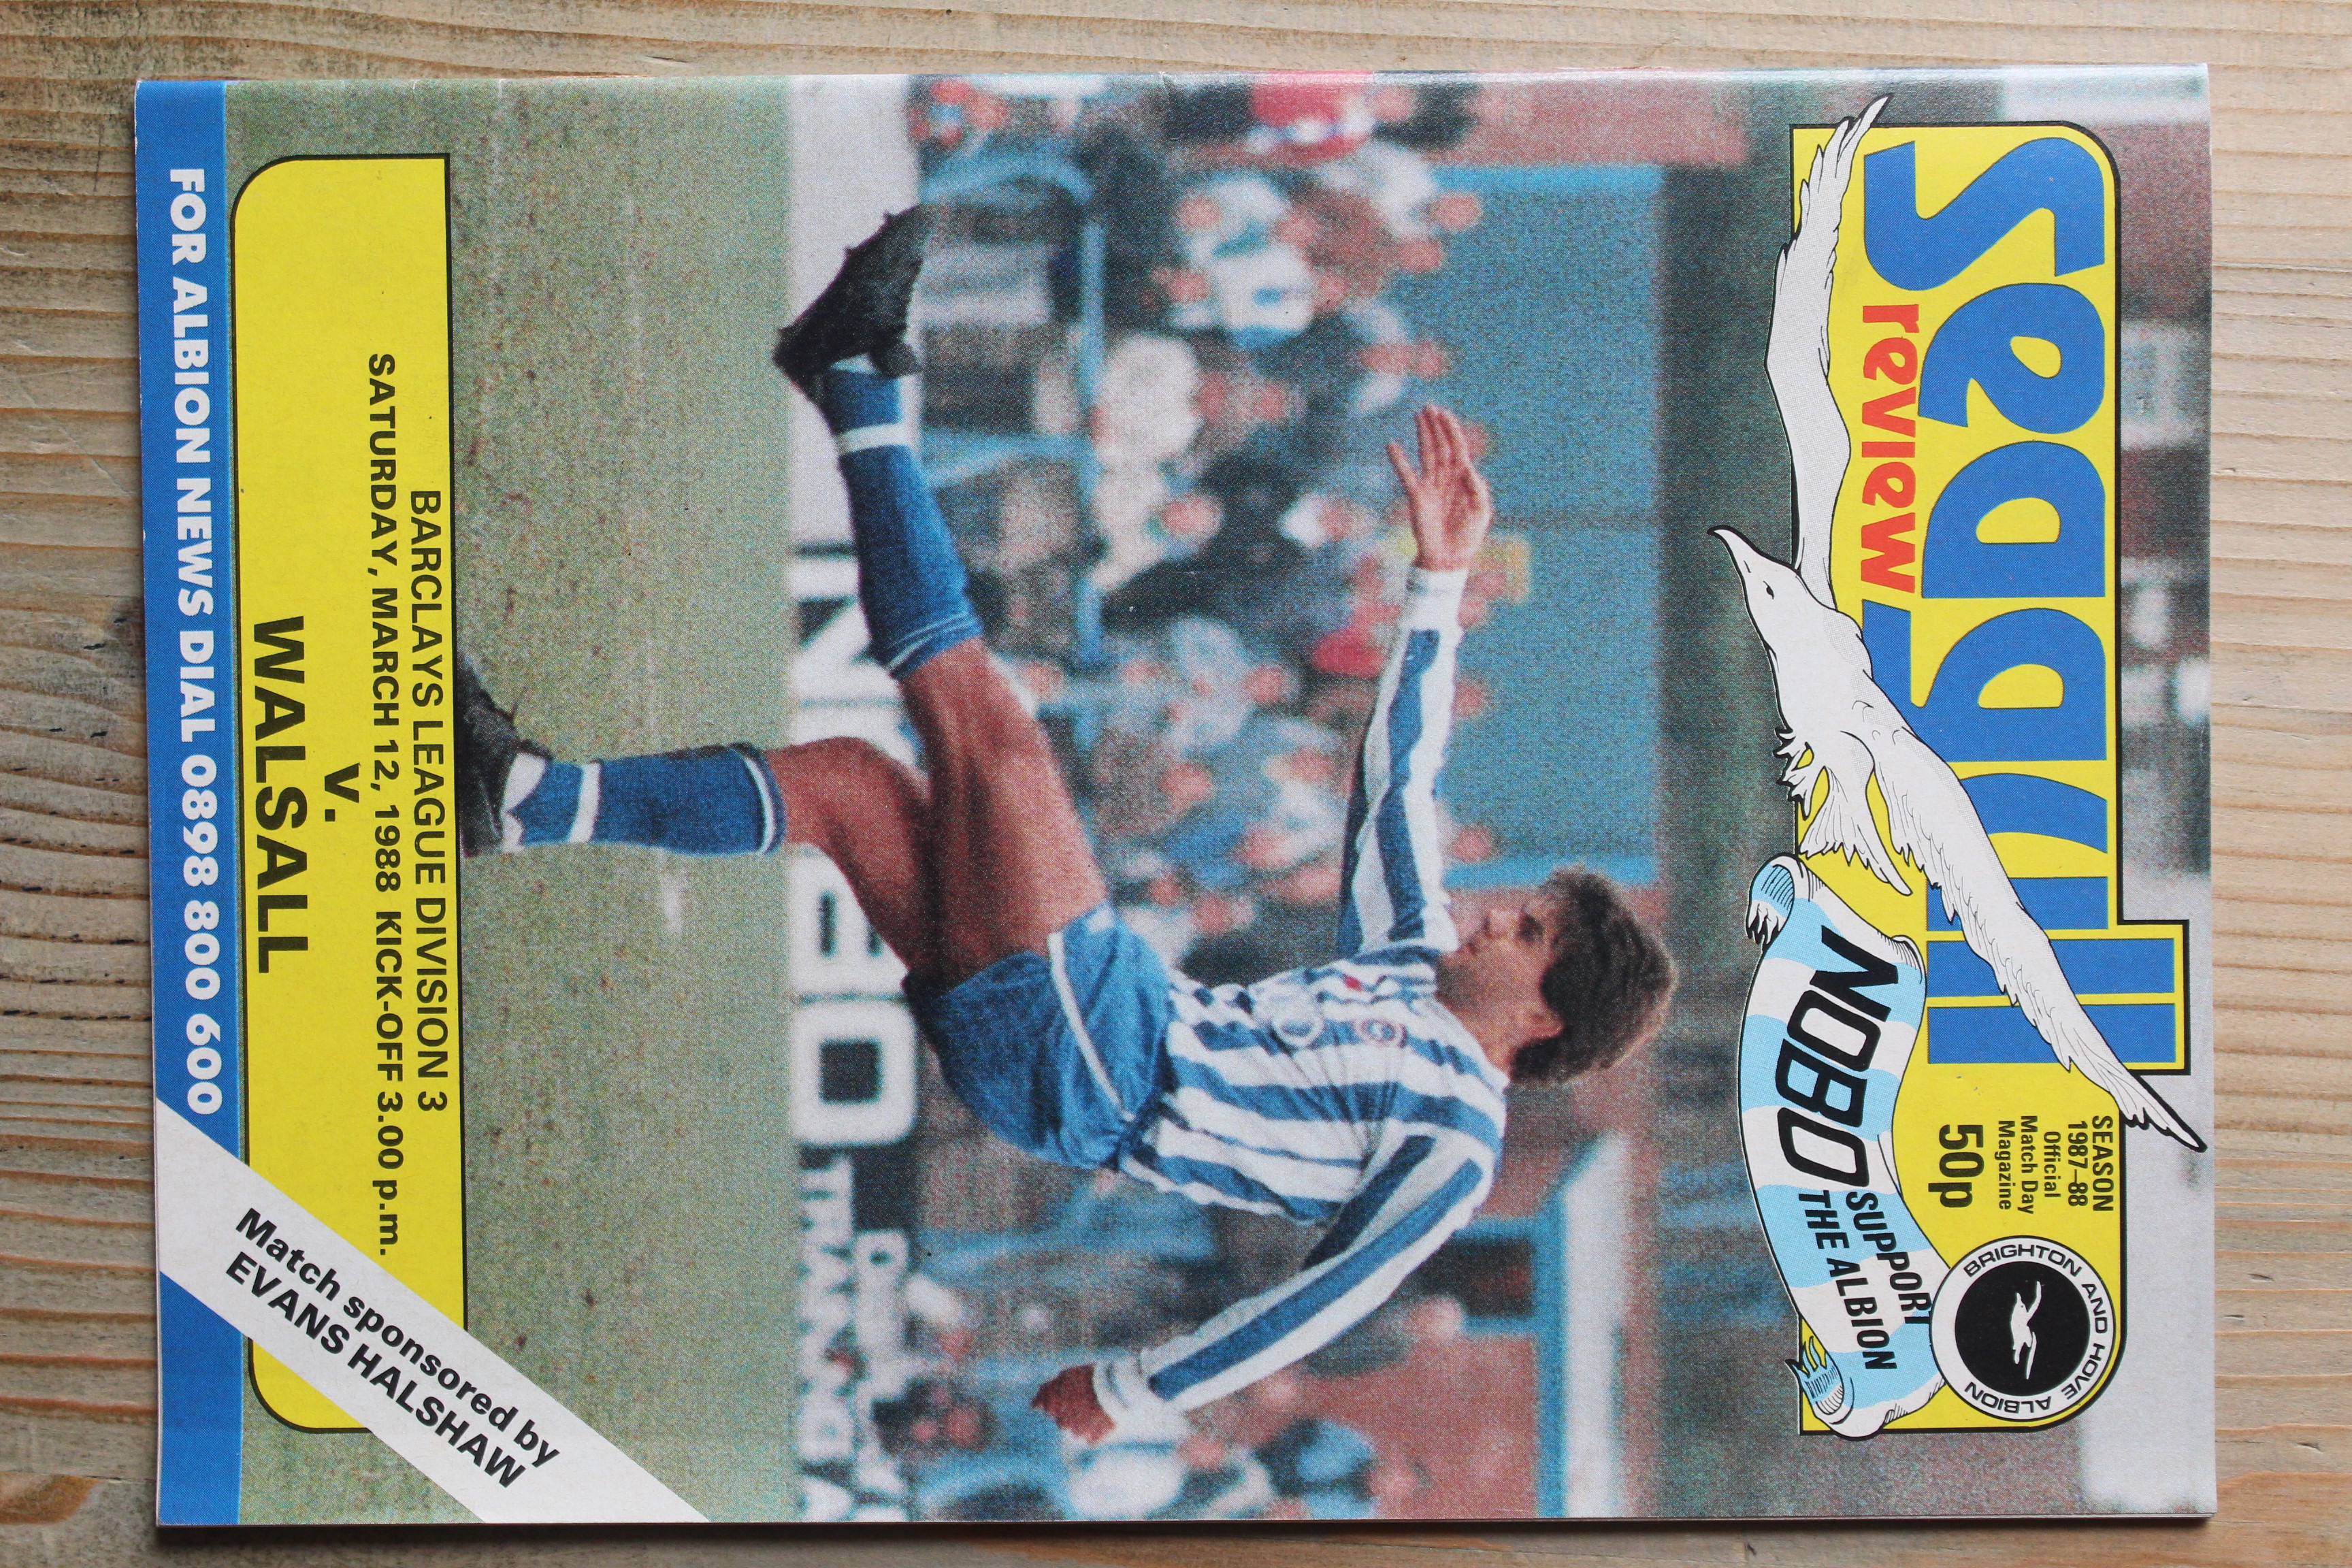 Seagull
review
SEASON
1987-88
Official
Match Day
Magazine
50p
BRIGHTON AND HOVE ALBION
NOBO SUPPORT
THE ALBION
BARCLAYS LEAGUE DIVISION 3
SATURDAY, MARCH 12, 1988 KICK-OFF 3.00 p.m.
v.
WALSALL
FOR ALBION NEWS DIAL 0898 800 600
Match sponsored by
EVANS HALSHAW